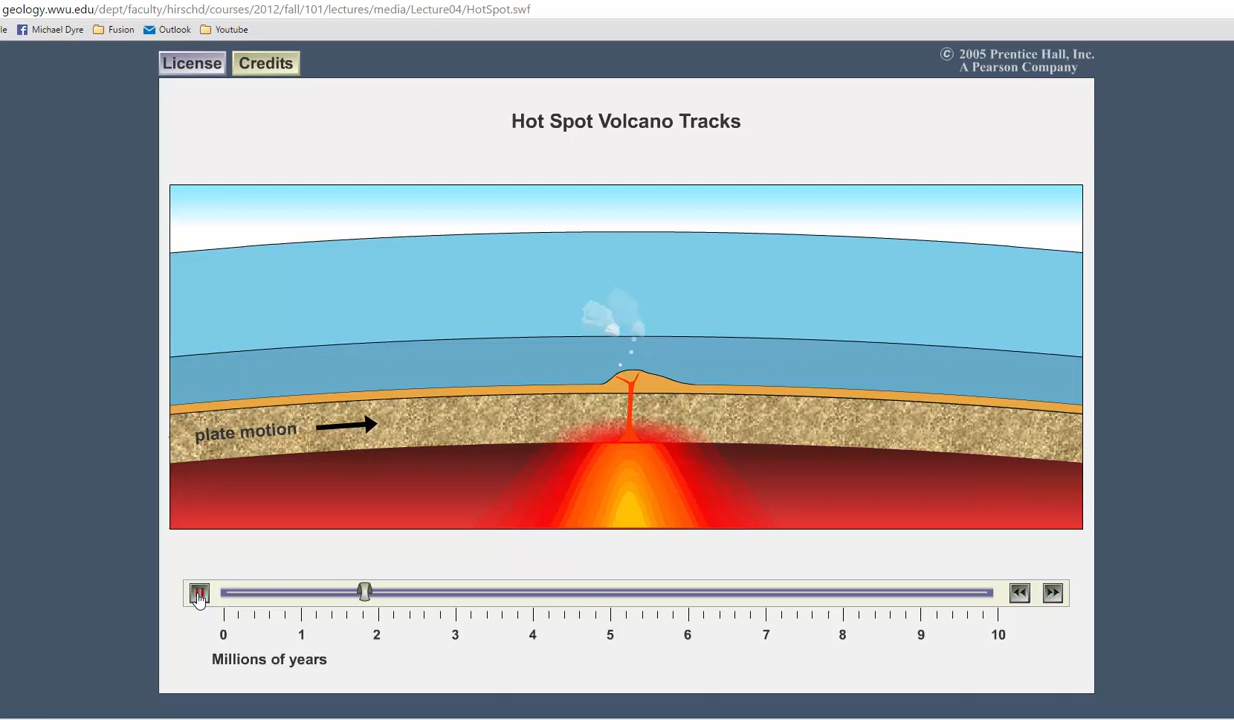 geology.wwu.edu/dept/faculty/hirschd/courses/2012/fall/101/lectures/media/Lecture04/HotSpot.swf
le Michael Dyre Fusion Outlook Youtube
License Credits
© 2005 Prentice Hall, Inc.
A Pearson Company
Hot Spot Volcano Tracks
plate motion
0 1 2 3 4 5 6 7 8 9 10
Millions of years